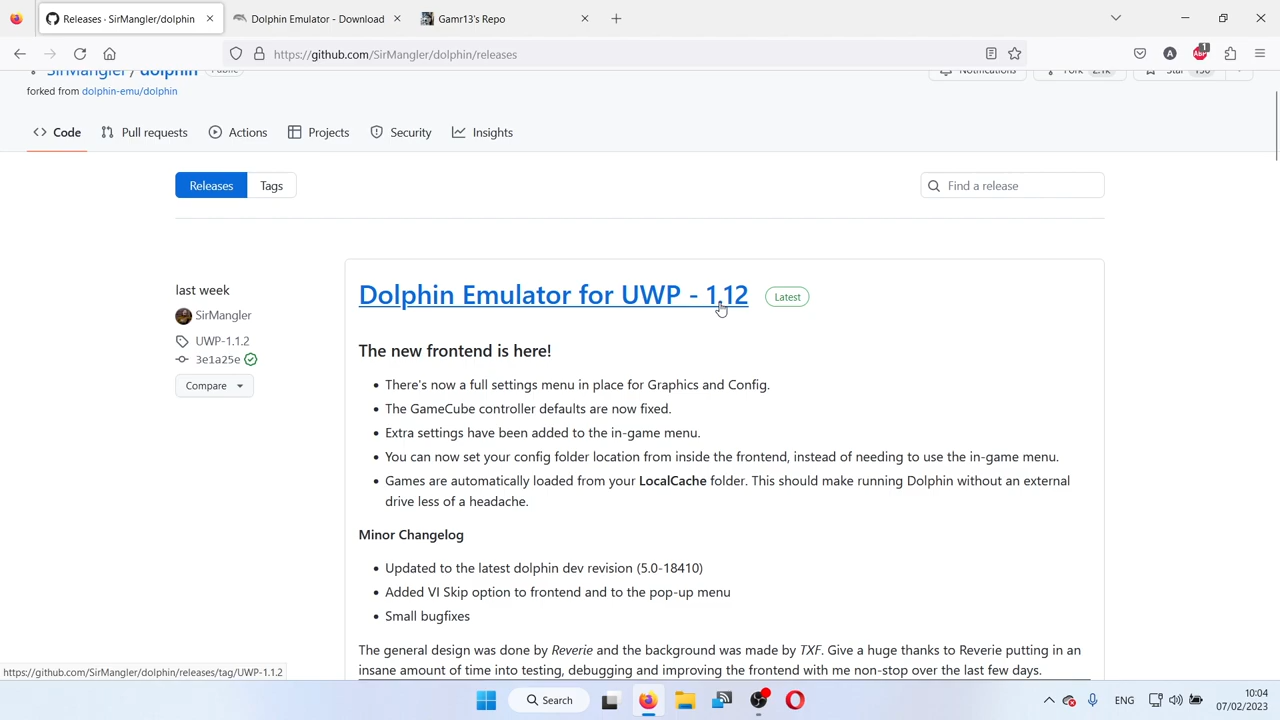 Releases · SirMangler/dolphin
Dolphin Emulator - Download
Gamr13's Repo
https://github.com/SirMangler/dolphin/releases
A
1
ABP
SirMangler / dolphin Public
Notifications
Fork 2.1k
Star 150
forked from dolphin-emu/dolphin
Code
Pull requests
Actions
Projects
Security
Insights
Releases
Tags
Find a release
last week
SirMangler
UWP-1.1.2
3e1a25e
Compare
Dolphin Emulator for UWP - 1.12
Latest
The new frontend is here!
There's now a full settings menu in place for Graphics and Config.
The GameCube controller defaults are now fixed.
Extra settings have been added to the in-game menu.
You can now set your config folder location from inside the frontend, instead of needing to use the in-game menu.
Games are automatically loaded from your LocalCache folder. This should make running Dolphin without an external
drive less of a headache.
Minor Changelog
Updated to the latest dolphin dev revision (5.0-18410)
Added VI Skip option to frontend and to the pop-up menu
Small bugfixes
The general design was done by Reverie and the background was made by TXF. Give a huge thanks to Reverie putting in an
insane amount of time into testing, debugging and improving the frontend with me non-stop over the last few days.
https://github.com/SirMangler/dolphin/releases/tag/UWP-1.1.2
Search
ENG
10:04
07/02/2023